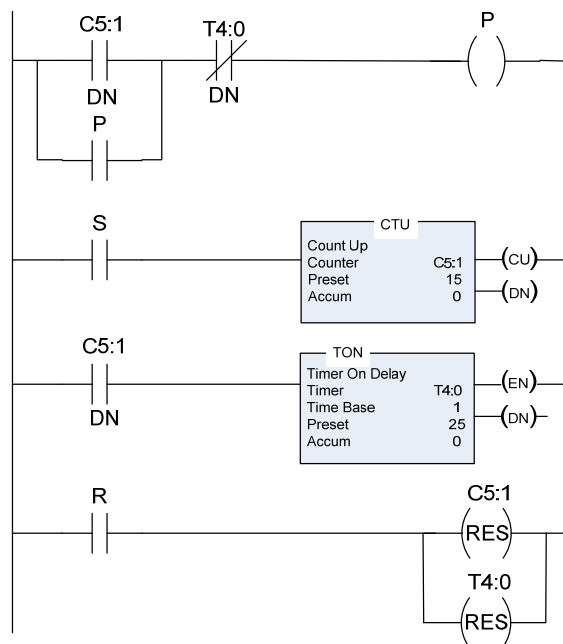 C5:1
T4:0
P
DN
DN
P
S
CTU
Count Up
Counter C5:1
Preset 15
Accum 0
(CU)
(DN)
C5:1
DN
TON
Timer On Delay
Timer T4:0
Time Base 1
Preset 25
Accum 0
(EN)
(DN)
R
C5:1
RES
T4:0
RES